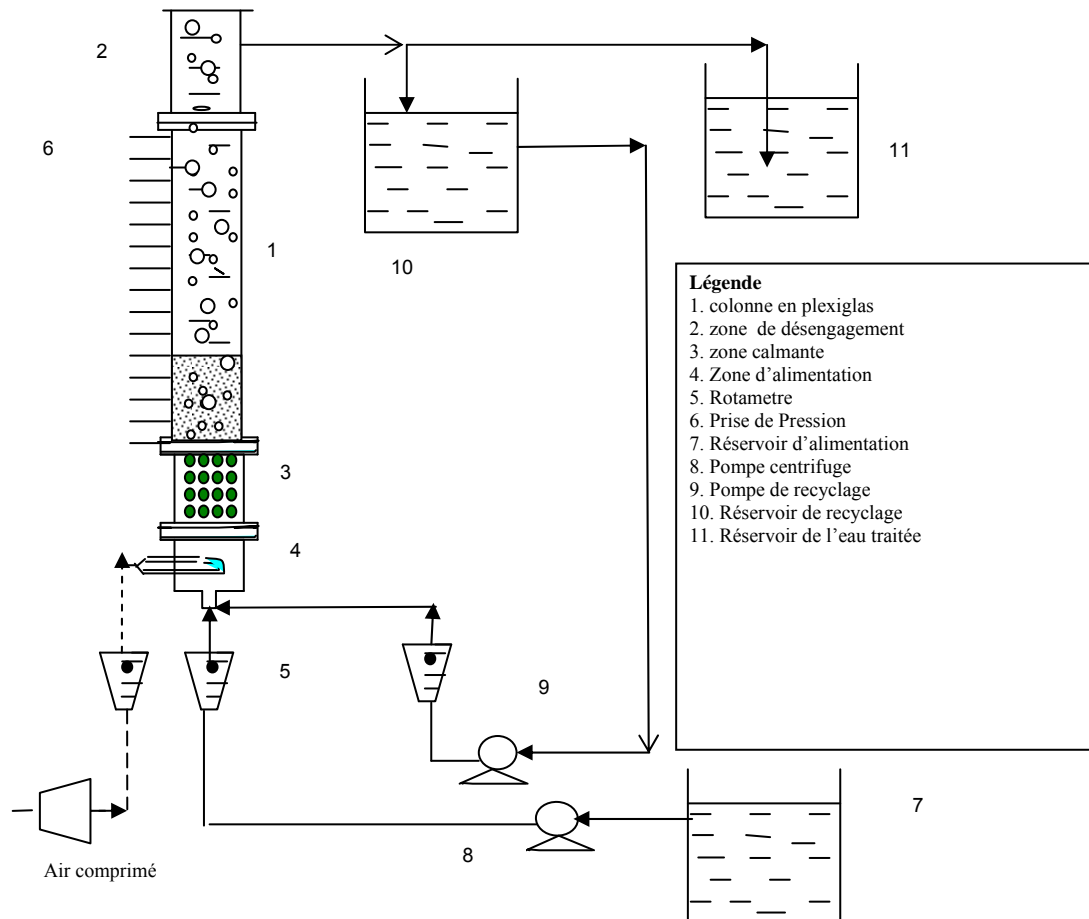 2
6
1
10
11
Légende
1. colonne en plexiglas
2. zone de désengagement
3. zone calmante
4. Zone d'alimentation
5. Rotametre
6. Prise de Pression
7. Réservoir d'alimentation
8. Pompe centrifuge
9. Pompe de recyclage
10. Réservoir de recyclage
11. Réservoir de l'eau traitée
3
4
5
9
7
8
Air comprimé